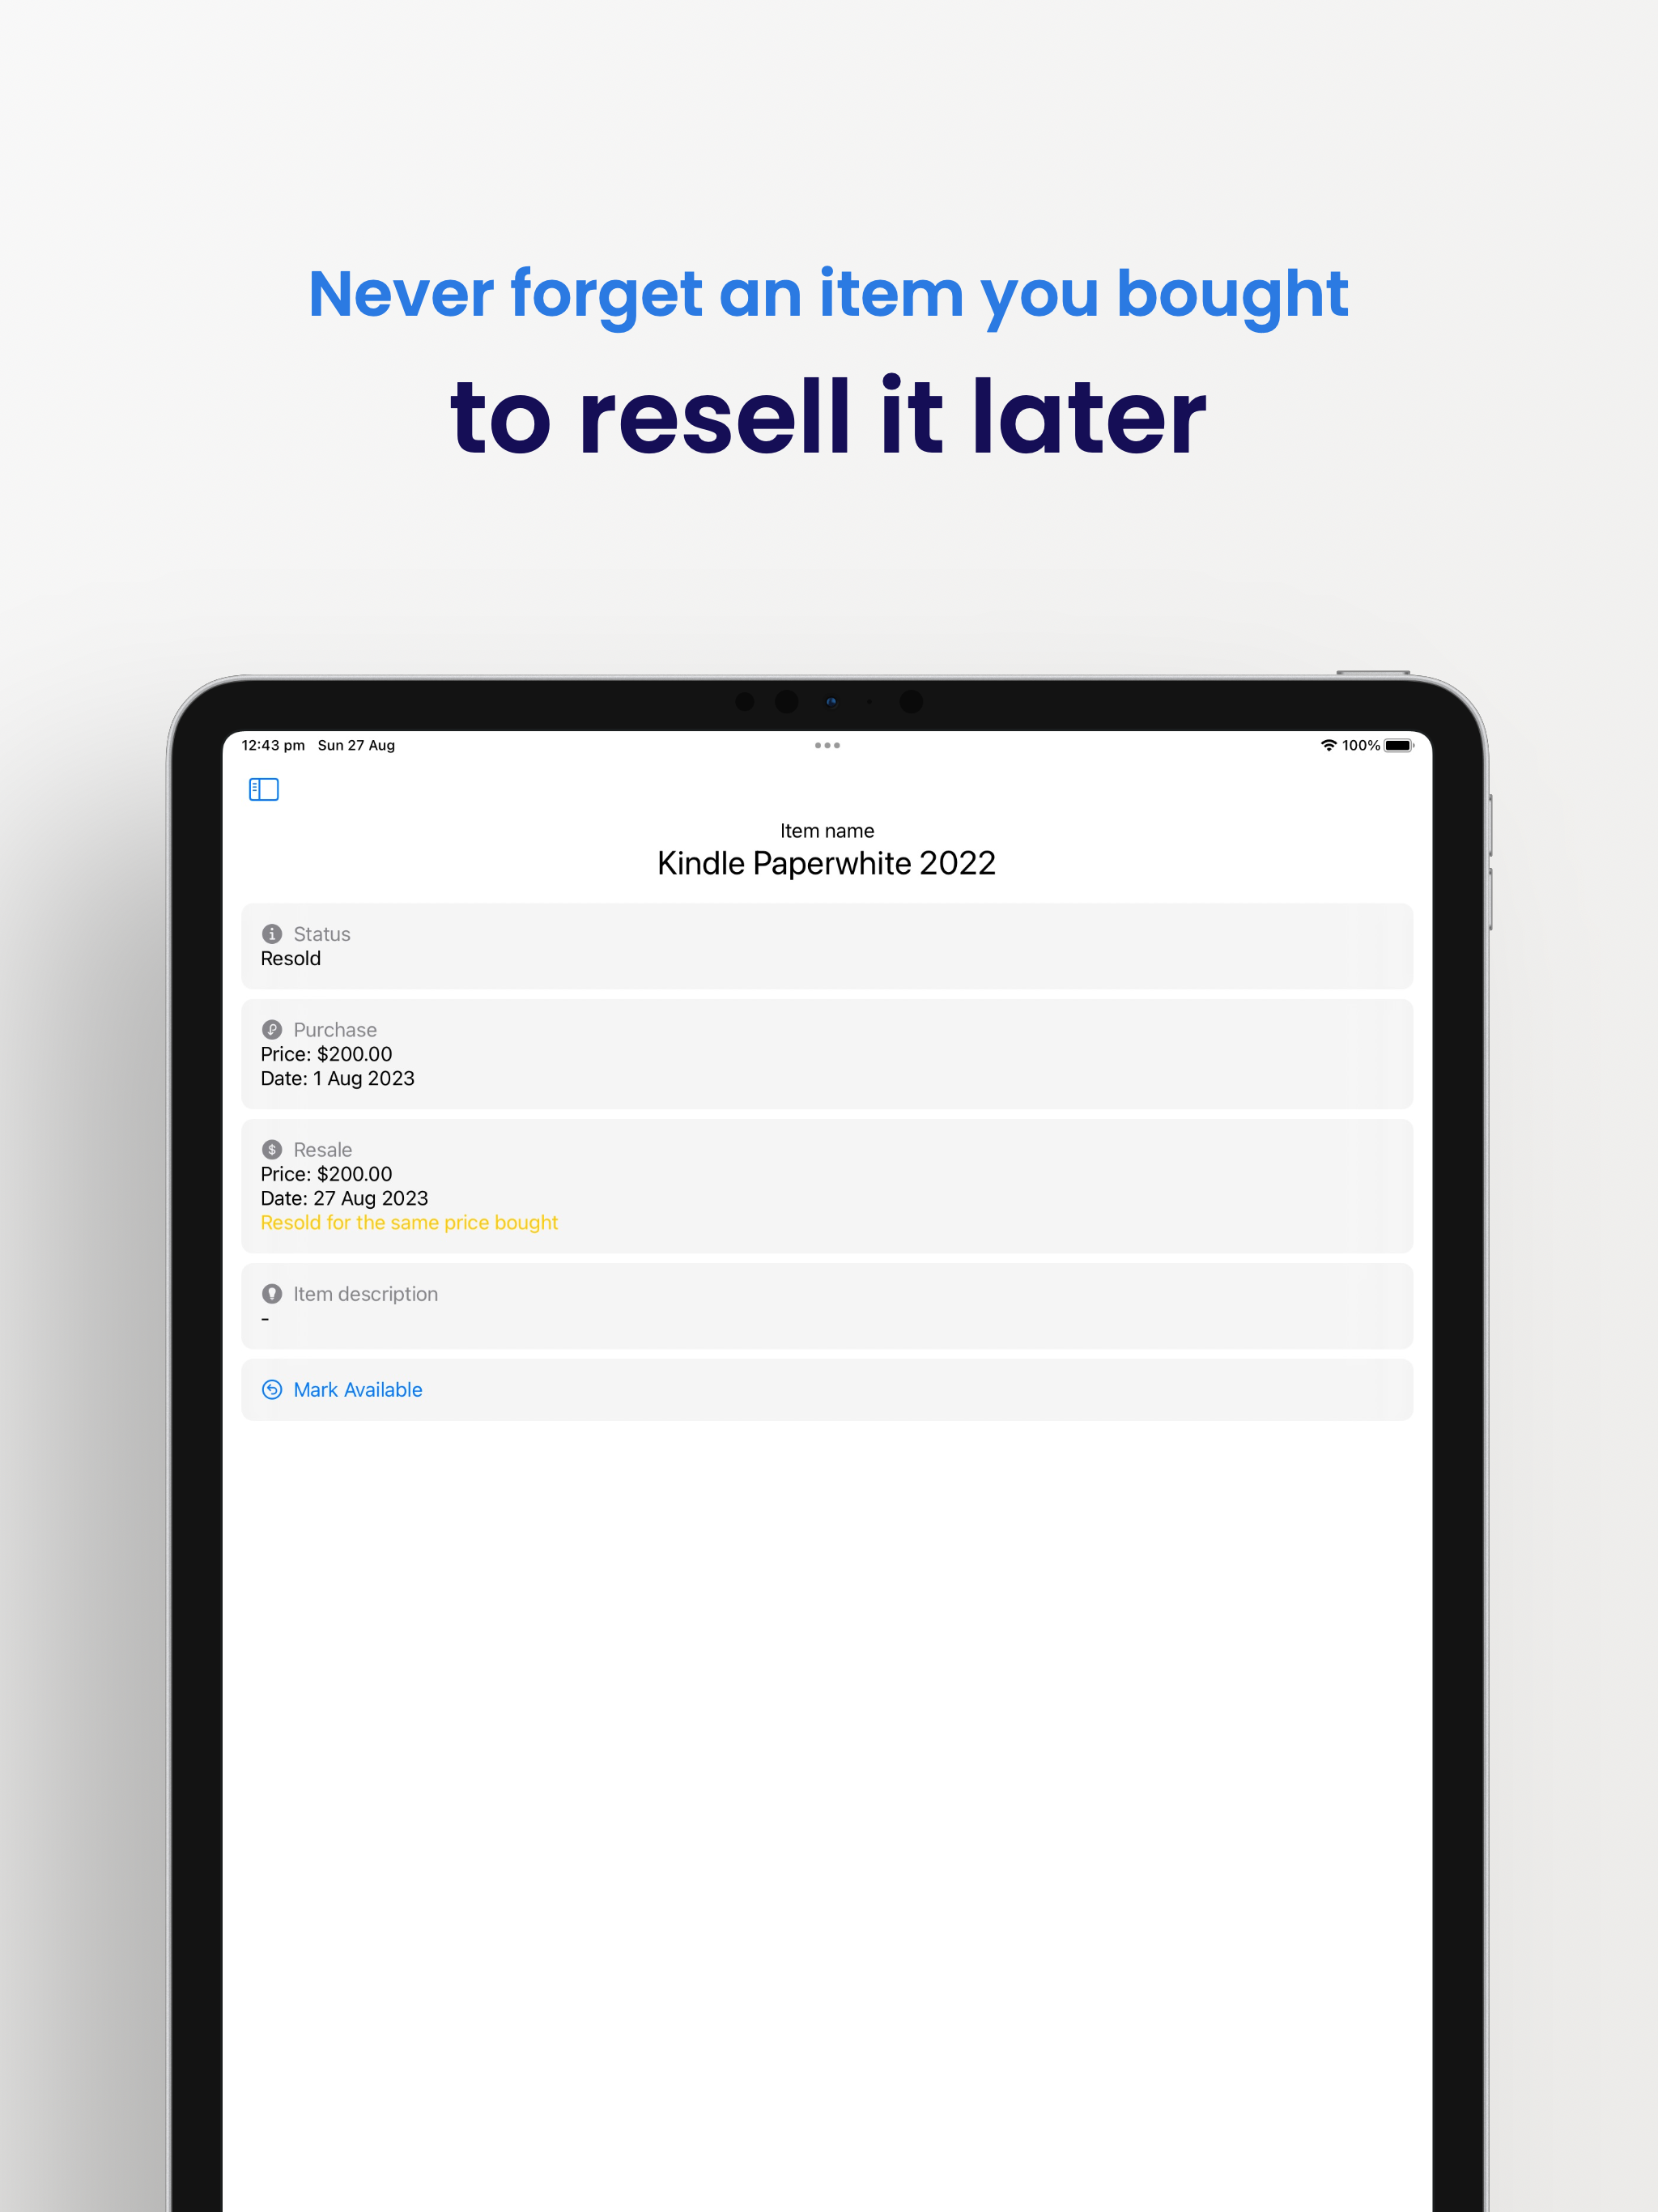 Never forget an item you bought
to resell it later
12:43 pm Sun 27 Aug
100%
Item name
Kindle Paperwhite 2022
Status
Resold
Purchase
Price: $200.00
Date: 1 Aug 2023
Resale
Price: $200.00
Date: 27 Aug 2023
Resold for the same price bought
Item description
-
Mark Available